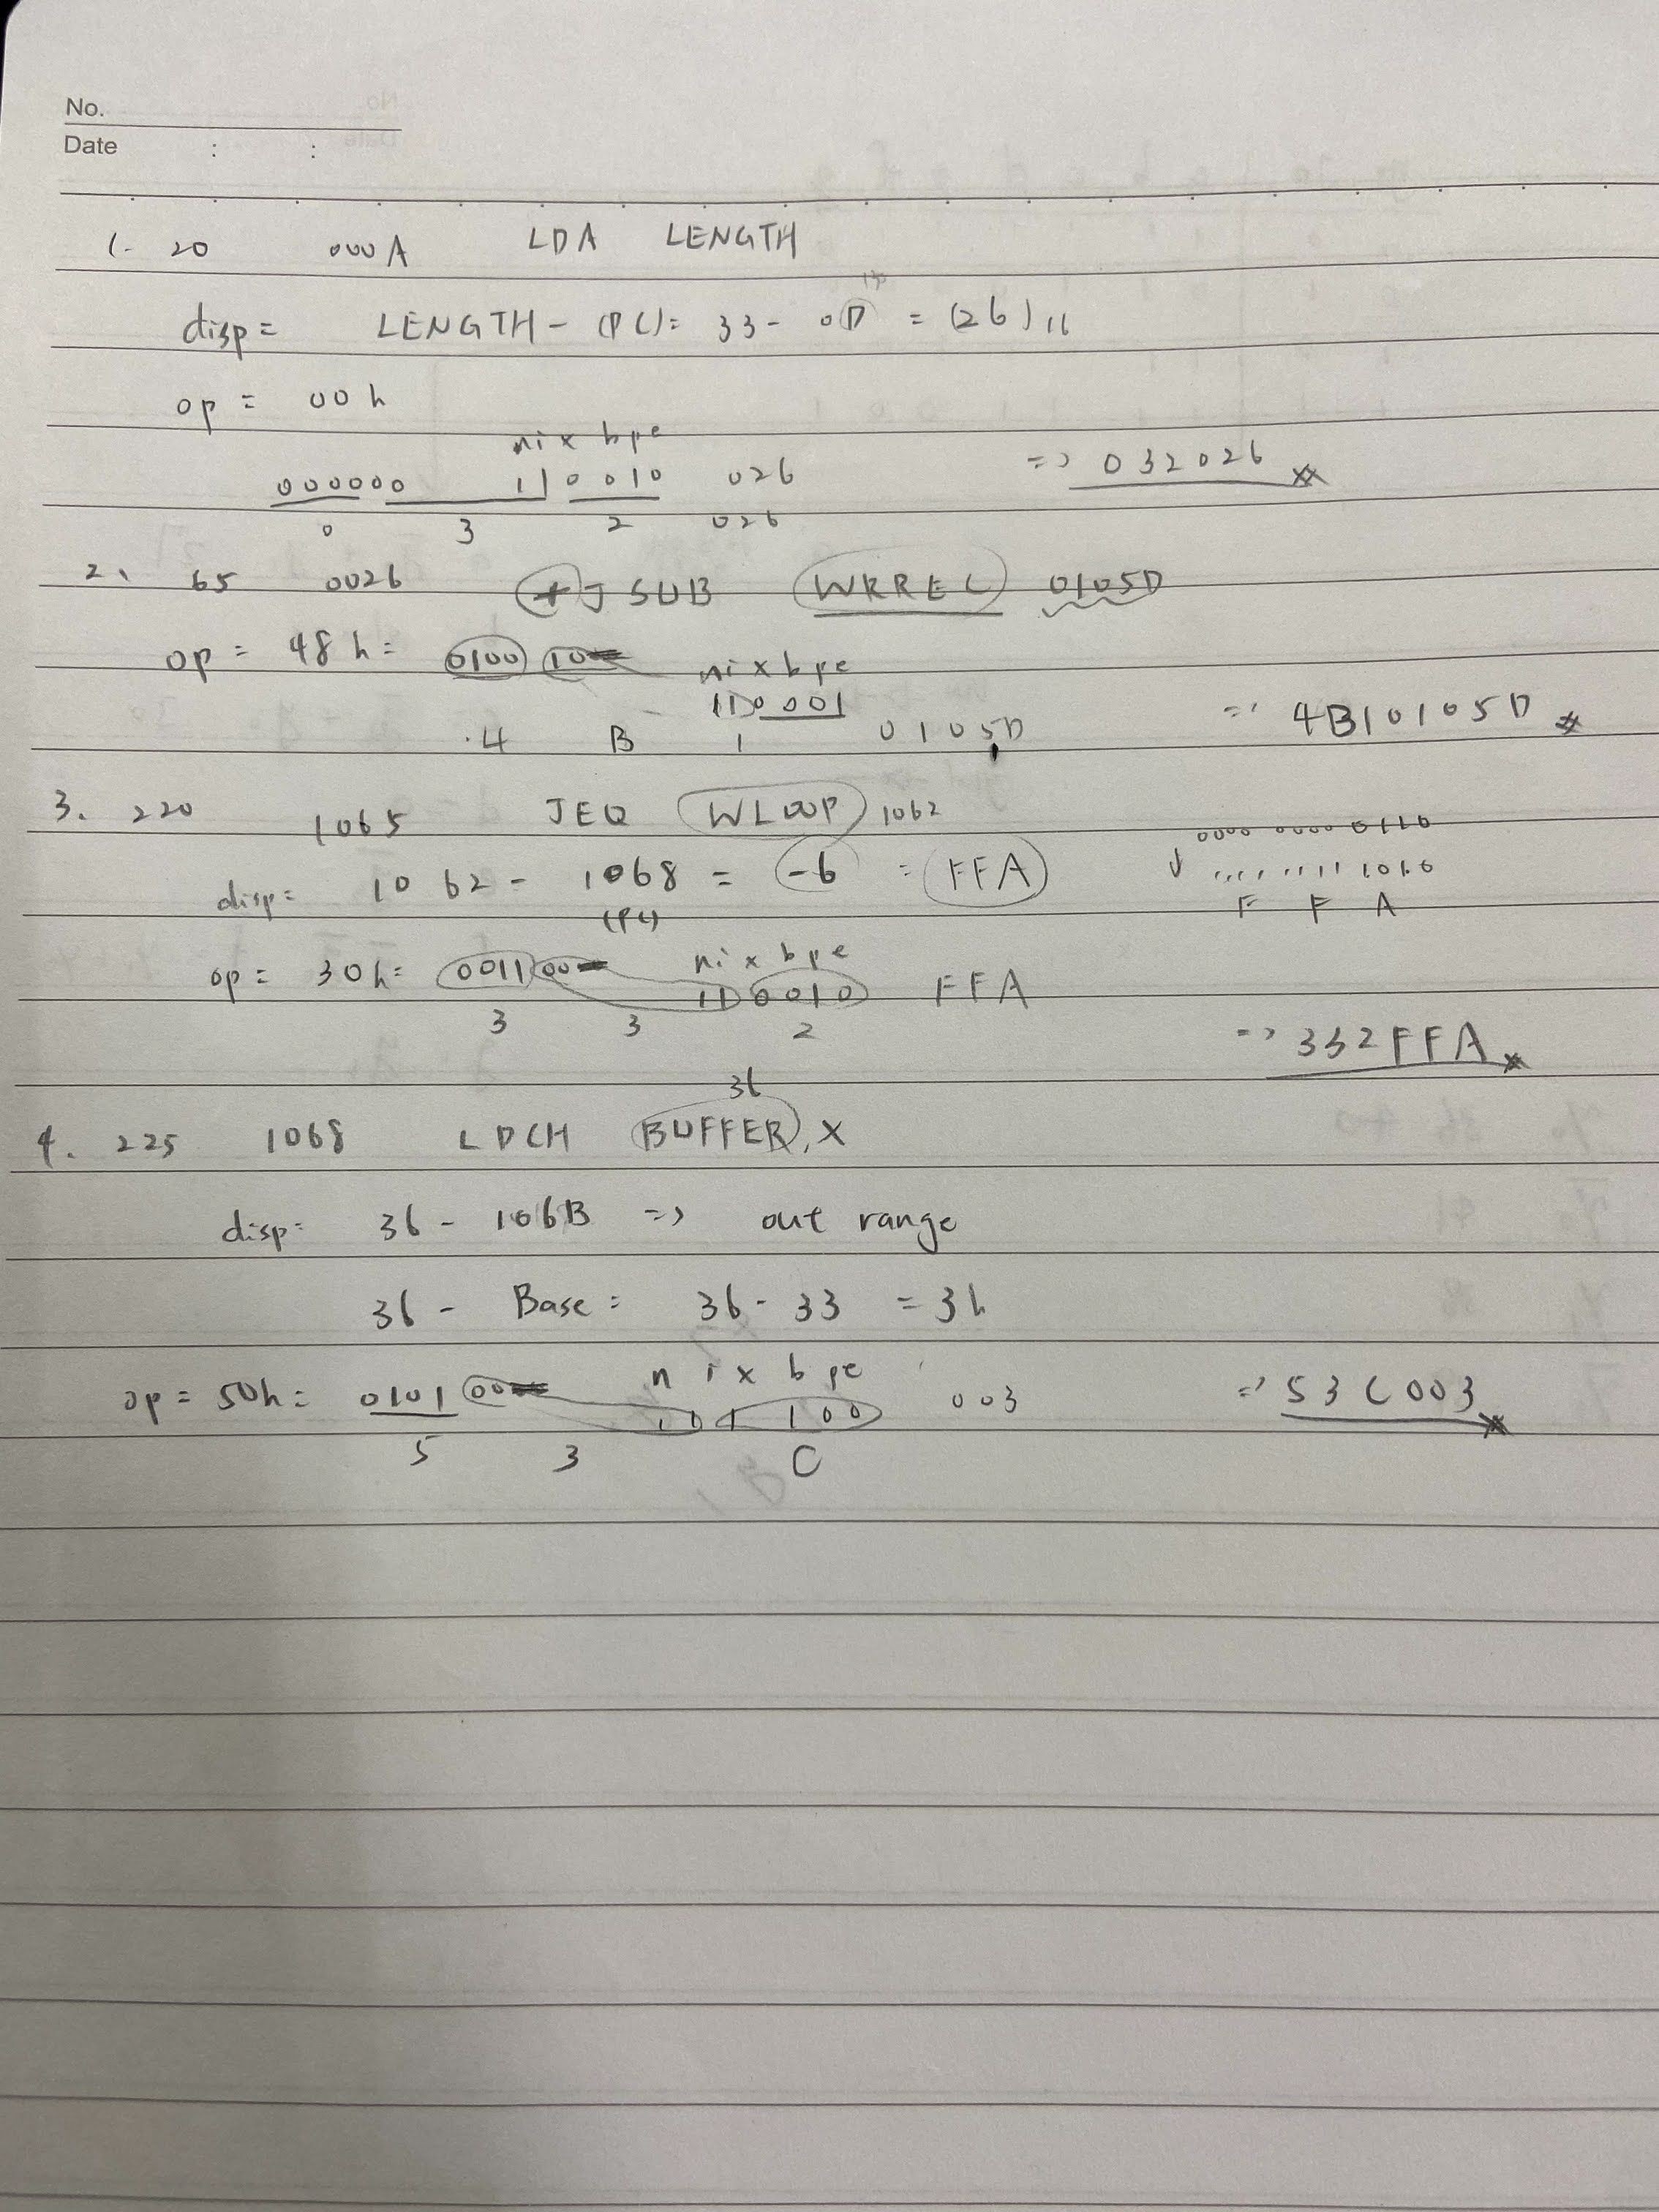 No.
Date : :
1. 20 000A LDA LENGTH
disp = LENGTH - (PC) = 33 - 0D = (26)16
op = 00h
n i x b p e
000000 11 0010 026 => 032026
0 3 2 026
2、 65 0026 +JSUB WRREC 0105D
op = 48h = 0100 10
n i x b p e
110001
4 B 1 0105D => 4B10105D
3. 220 1065 JEQ WLOOP 1062
0000 0000 0110
disp = 1062 - 1068 = -6 = FFA
1111 1111 1010
(PC) F F A
op = 30h = 0011 00 n i x b p e
110010 FFA
3 3 2
=> 332FFA
36
4. 225 1068 LDCH BUFFER, X
disp = 36 - 106B => out range
36 - Base = 36 - 33 = 3h
n i x b p e
op = 50h = 0101 00 11 1100 003 => 53C003
5 3 C